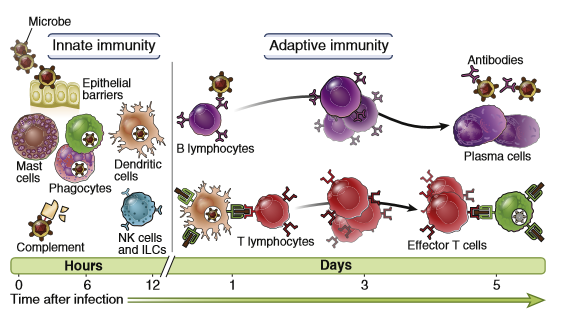 Microbe
Innate immunity
Adaptive immunity
Epithelial
barriers
Antibodies
Mast
cells
Phagocytes
Dendritic
cells
B lymphocytes
Plasma cells
Complement
NK cells
and ILCs
T lymphocytes
Effector T cells
Hours
Days
0 6 12 1 3 5
Time after infection